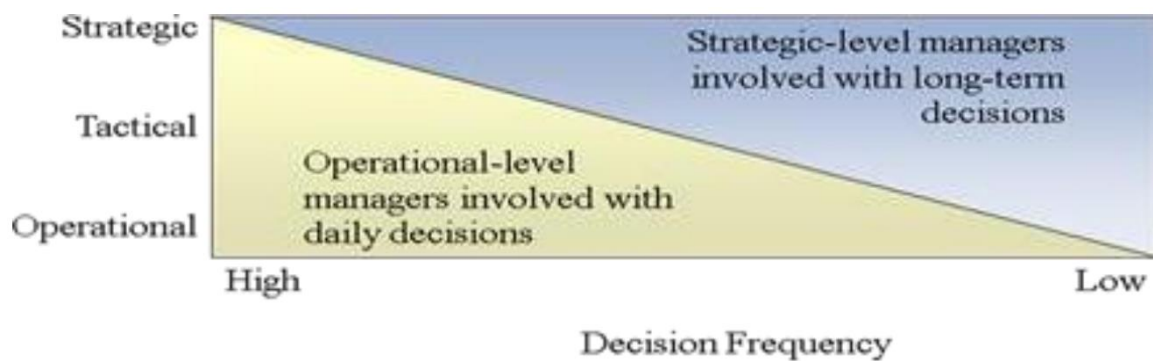 Strategic
Strategic-level managers
involved with long-term
decisions
Tactical
Operational-level
managers involved with
daily decisions
Operational
High
Low
Decision Frequency